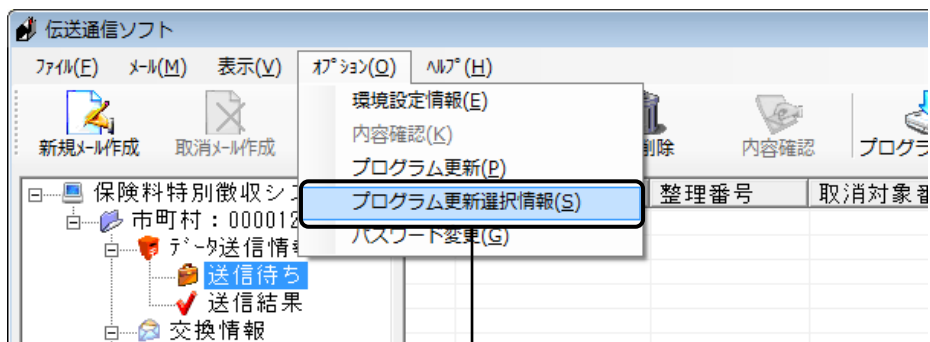 伝送通信ソフト
ﾌｧｲﾙ(F) ﾒｰﾙ(M) 表示(V) ｵﾌﾟｼｮﾝ(O) ﾍﾙﾌﾟ(H)
環境設定情報(E)
内容確認(K)
プログラム更新(P)
プログラム更新選択情報(S)
パスワード変更(G)
新規ﾒｰﾙ作成 取消ﾒｰﾙ作成 削除 内容確認 プログラ
保険料特別徴収シス
市町村：000012
ﾃﾞｰﾀ送信情報
送信待ち
送信結果
交換情報
整理番号 取消対象番